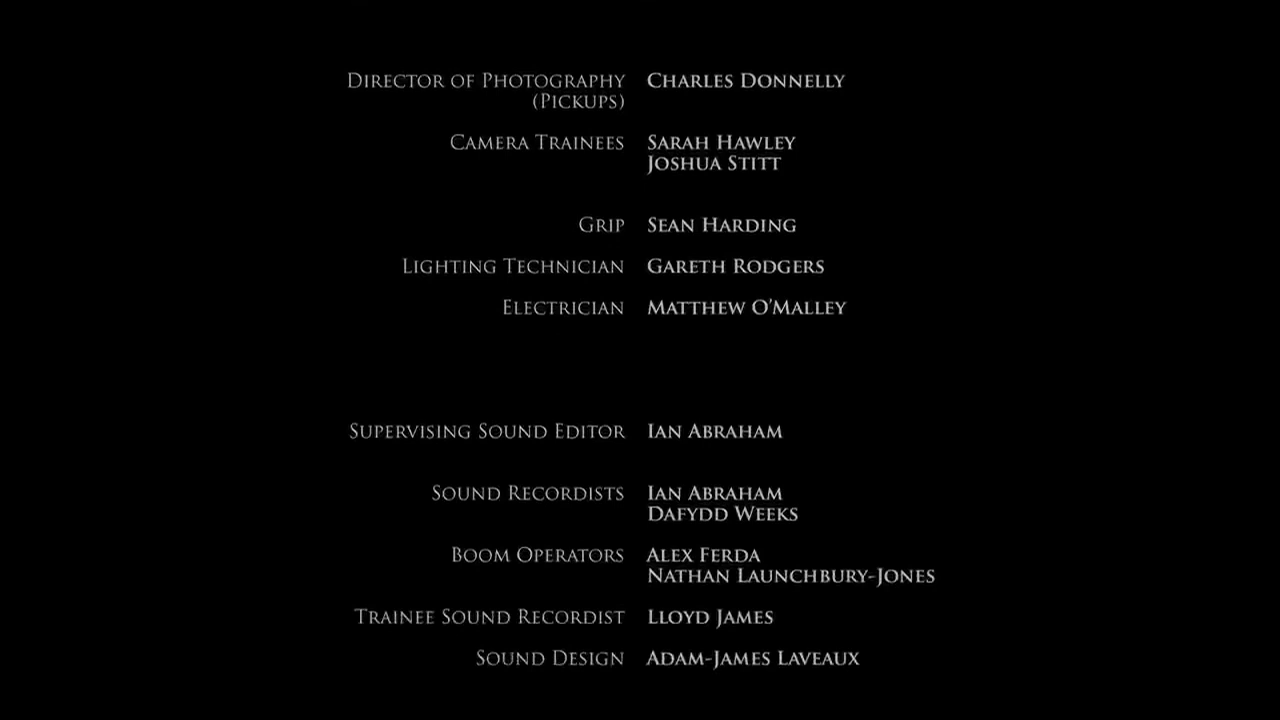 DIRECTOR OF PHOTOGRAPHY CHARLES DONNELLY
(PICKUPS)
CAMERA TRAINEES SARAH HAWLEY
JOSHUA STITT
GRIP SEAN HARDING
LIGHTING TECHNICIAN GARETH RODGERS
ELECTRICIAN MATTHEW O'MALLEY
SUPERVISING SOUND EDITOR IAN ABRAHAM
SOUND RECORDISTS IAN ABRAHAM
DAFYDD WEEKS
BOOM OPERATORS ALEX FERDA
NATHAN LAUNCHBURY-JONES
TRAINEE SOUND RECORDIST LLOYD JAMES
SOUND DESIGN ADAM-JAMES LAVEAUX